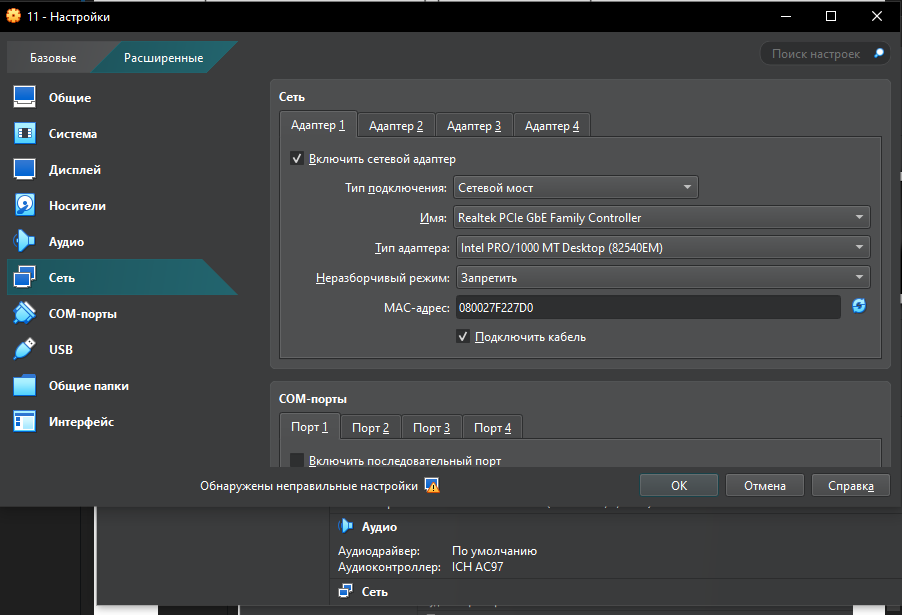 11 - Настройки
Базовые
Расширенные
Поиск настроек
Общие
Система
Дисплей
Носители
Аудио
Сеть
COM-порты
USB
Общие папки
Интерфейс
Сеть
Адаптер 1
Адаптер 2
Адаптер 3
Адаптер 4
Включить сетевой адаптер
Тип подключения: Сетевой мост
Имя: Realtek PCIe GbE Family Controller
Тип адаптера: Intel PRO/1000 MT Desktop (82540EM)
Неразборчивый режим: Запретить
MAC-адрес: 080027F227D0
Подключить кабель
COM-порты
Порт 1
Порт 2
Порт 3
Порт 4
Включить последовательный порт
Обнаружены неправильные настройки
OK
Отмена
Справка
Аудио
Аудиодрайвер: По умолчанию
Аудиоконтроллер: ICH AC97
Сеть